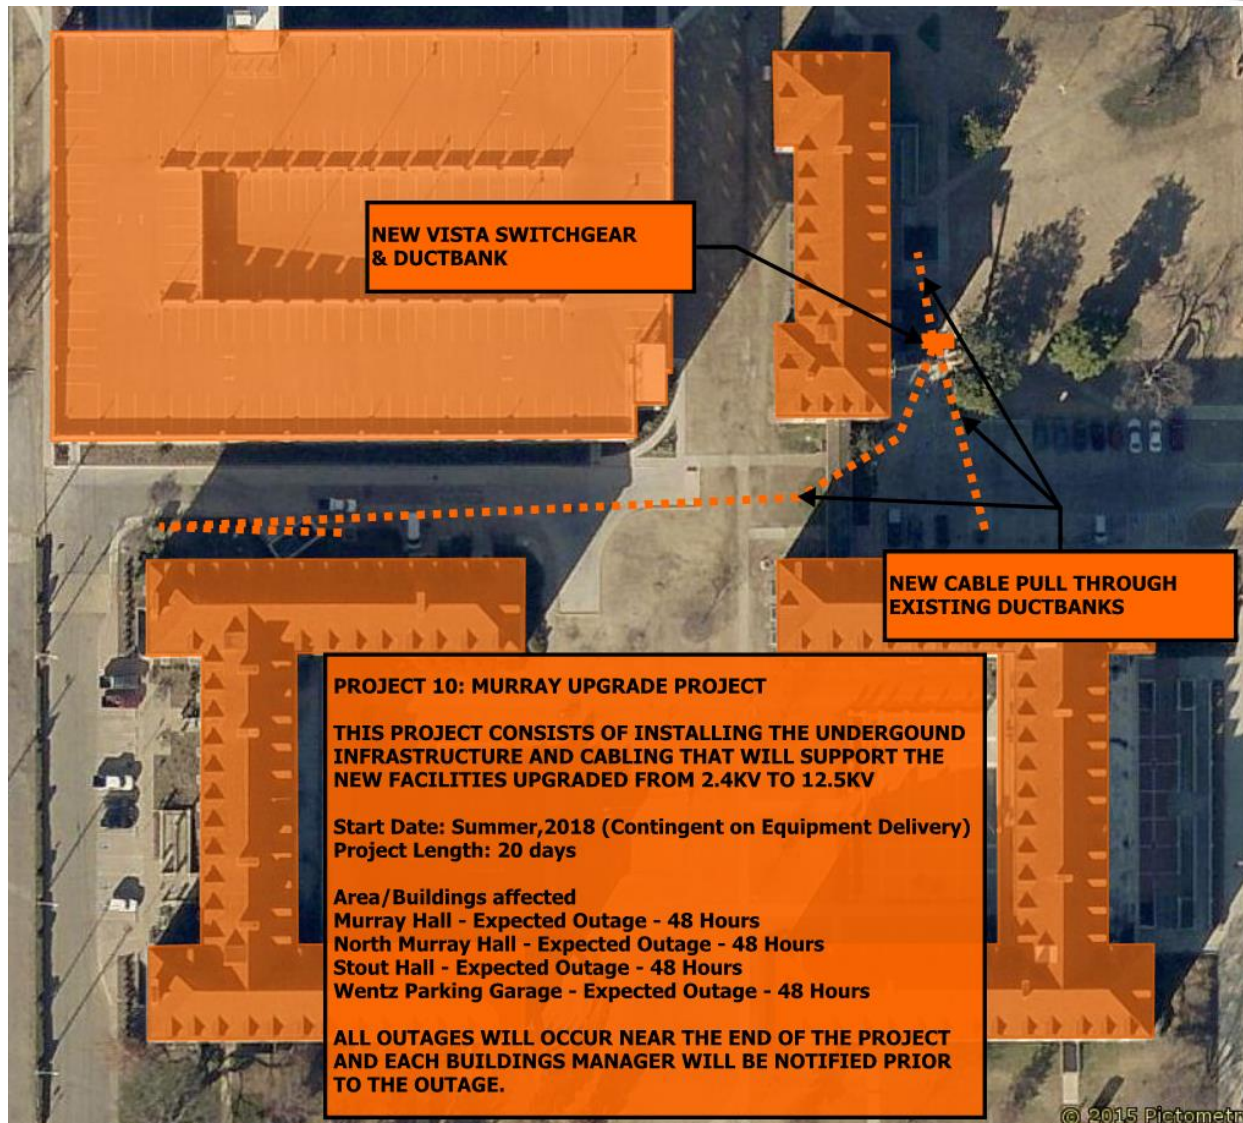 NEW VISTA SWITCHGEAR
& DUCTBANK
NEW CABLE PULL THROUGH
EXISTING DUCTBANKS
PROJECT 10: MURRAY UPGRADE PROJECT
THIS PROJECT CONSISTS OF INSTALLING THE UNDERGOUND
INFRASTRUCTURE AND CABLING THAT WILL SUPPORT THE
NEW FACILITIES UPGRADED FROM 2.4KV TO 12.5KV
Start Date: Summer,2018 (Contingent on Equipment Delivery)
Project Length: 20 days
Area/Buildings affected
Murray Hall - Expected Outage - 48 Hours
North Murray Hall - Expected Outage - 48 Hours
Stout Hall - Expected Outage - 48 Hours
Wentz Parking Garage - Expected Outage - 48 Hours
ALL OUTAGES WILL OCCUR NEAR THE END OF THE PROJECT
AND EACH BUILDINGS MANAGER WILL BE NOTIFIED PRIOR
TO THE OUTAGE.
© 2015 Pictometr